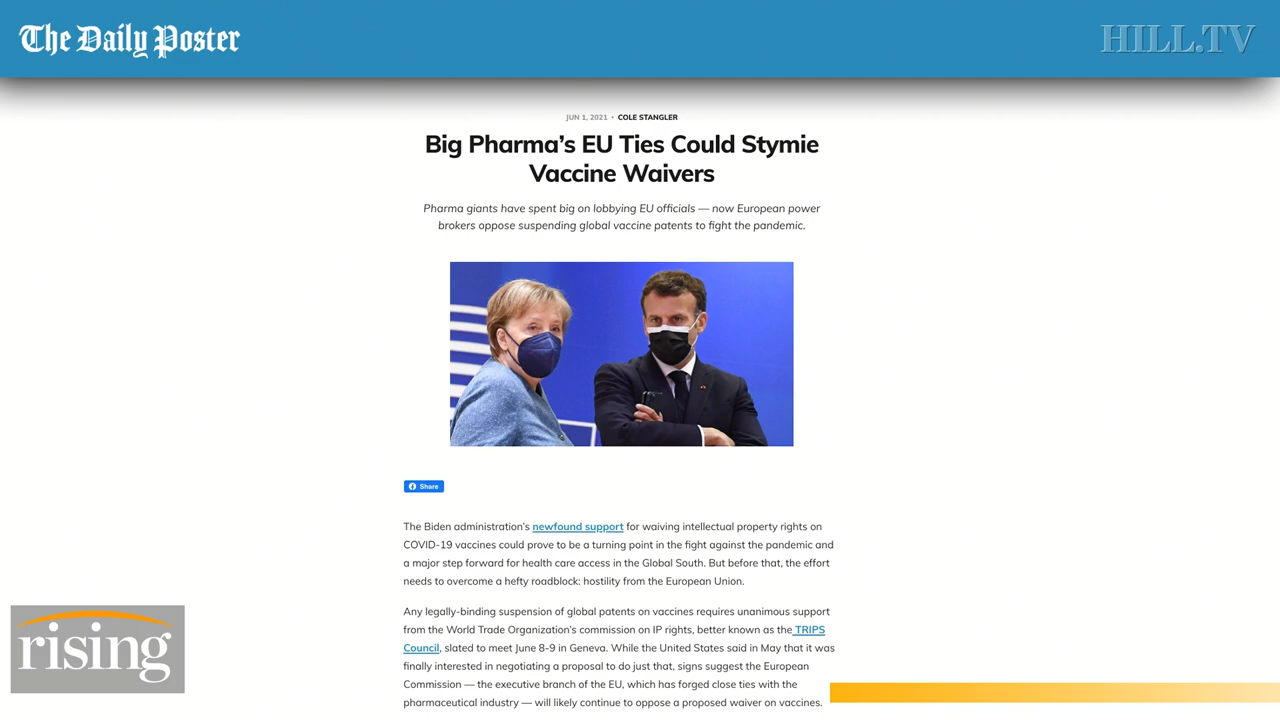 The Daily Poster
HILL.TV
JUN 1, 2021 • COLE STANGLER
Big Pharma’s EU Ties Could Stymie
Vaccine Waivers
Pharma giants have spent big on lobbying EU officials — now European power
brokers oppose suspending global vaccine patents to fight the pandemic.
Share
The Biden administration’s newfound support for waiving intellectual property rights on
COVID-19 vaccines could prove to be a turning point in the fight against the pandemic and
a major step forward for health care access in the Global South. But before that, the effort
needs to overcome a hefty roadblock: hostility from the European Union.
Any legally-binding suspension of global patents on vaccines requires unanimous support
from the World Trade Organization’s commission on IP rights, better known as the TRIPS
Council, slated to meet June 8-9 in Geneva. While the United States said in May that it was
finally interested in negotiating a proposal to do just that, signs suggest the European
Commission — the executive branch of the EU, which has forged close ties with the
pharmaceutical industry — will likely continue to oppose a proposed waiver on vaccines.
rising